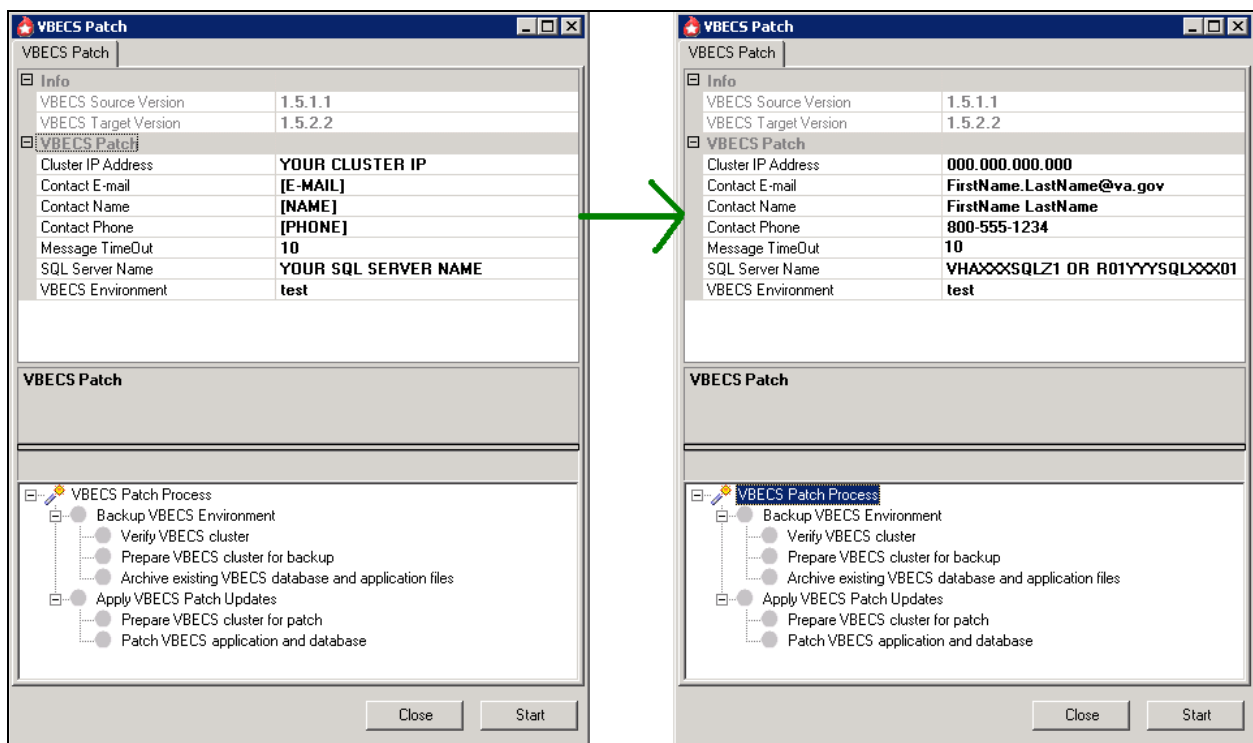 VBECS Patch
VBECS Patch
Info
VBECS Source Version 1.5.1.1
VBECS Target Version 1.5.2.2
VBECS Patch
Cluster IP Address YOUR CLUSTER IP
Contact E-mail [E-MAIL]
Contact Name [NAME]
Contact Phone [PHONE]
Message TimeOut 10
SQL Server Name YOUR SQL SERVER NAME
VBECS Environment test
VBECS Patch
VBECS Patch Process
Backup VBECS Environment
Verify VBECS cluster
Prepare VBECS cluster for backup
Archive existing VBECS database and application files
Apply VBECS Patch Updates
Prepare VBECS cluster for patch
Patch VBECS application and database
Close Start
VBECS Patch
VBECS Patch
Info
VBECS Source Version 1.5.1.1
VBECS Target Version 1.5.2.2
VBECS Patch
Cluster IP Address 000.000.000.000
Contact E-mail FirstName.LastName@va.gov
Contact Name FirstName LastName
Contact Phone 800-555-1234
Message TimeOut 10
SQL Server Name VHAXXXSQLZ1 OR R01YYYSQLXXX01
VBECS Environment test
VBECS Patch
VBECS Patch Process
Backup VBECS Environment
Verify VBECS cluster
Prepare VBECS cluster for backup
Archive existing VBECS database and application files
Apply VBECS Patch Updates
Prepare VBECS cluster for patch
Patch VBECS application and database
Close Start